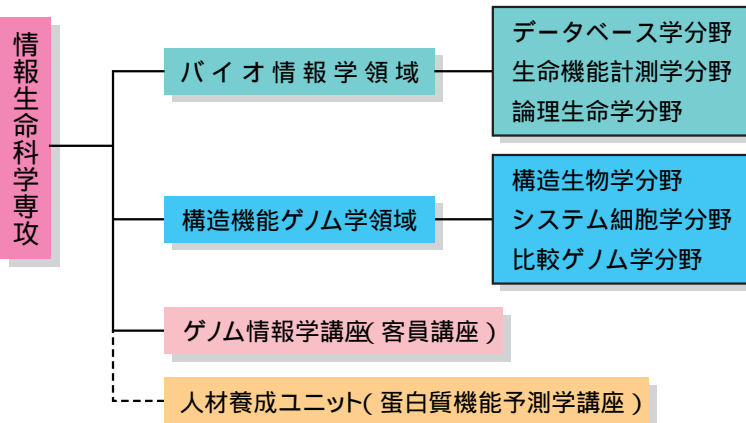 情報生命科学専攻
バイオ情報学領域
データベース学分野
生命機能計測学分野
論理生命学分野
構造機能ゲノム学領域
構造生物学分野
システム細胞学分野
比較ゲノム学分野
ゲノム情報学講座(客員講座)
人材養成ユニット(蛋白質機能予測学講座)